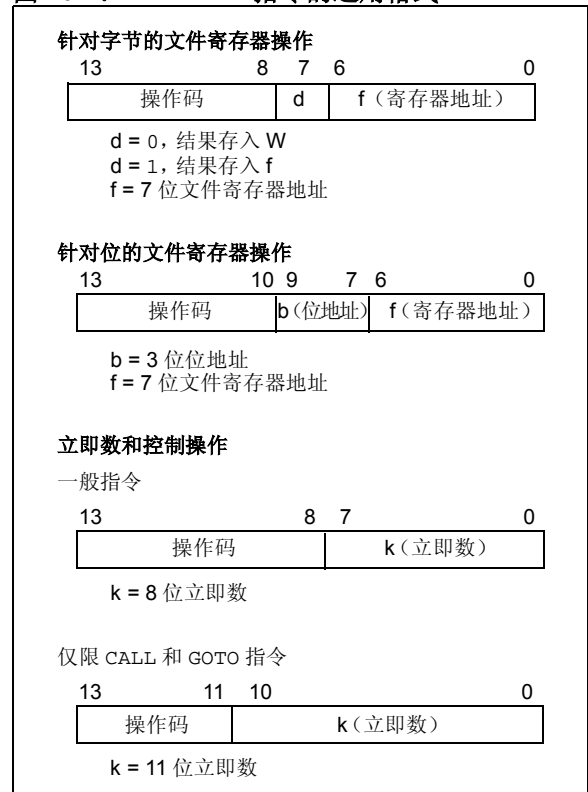 针对字节的文件寄存器操作
13 8 7 6 0
操作码 d f（寄存器地址）
d = 0，结果存入 W
d = 1，结果存入 f
f = 7 位文件寄存器地址
针对位的文件寄存器操作
13 10 9 7 6 0
操作码 b（位地址） f（寄存器地址）
b = 3 位位地址
f = 7 位文件寄存器地址
立即数和控制操作
一般指令
13 8 7 0
操作码 k（立即数）
k = 8 位立即数
仅限 CALL 和 GOTO 指令
13 11 10 0
操作码 k（立即数）
k = 11 位立即数